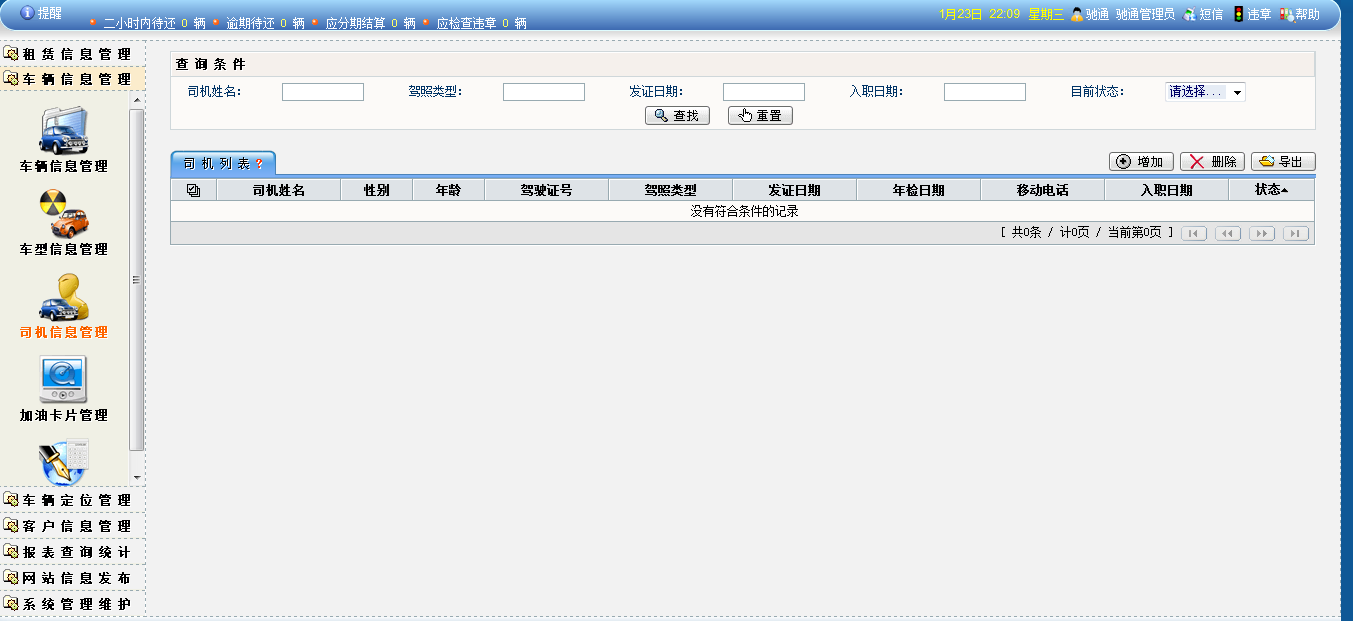 提醒
二小时内待还 0 辆 逾期待还 0 辆 应分期结算 0 辆 应检查违章 0 辆
1月23日 22:09 星期三 驰通 驰通管理员 短信 违章 帮助
租赁信息管理
车辆信息管理
车辆信息管理
车型信息管理
司机信息管理
加油卡片管理
车辆定位管理
客户信息管理
报表查询统计
网站信息发布
系统管理维护
查询条件
司机姓名: 驾照类型: 发证日期: 入职日期: 目前状态: 请选择...
查找 重置
司机列表?
增加 删除 导出
司机姓名 性别 年龄 驾驶证号 驾照类型 发证日期 年检日期 移动电话 入职日期 状态
没有符合条件的记录
[ 共0条 / 计0页 / 当前第0页 ]